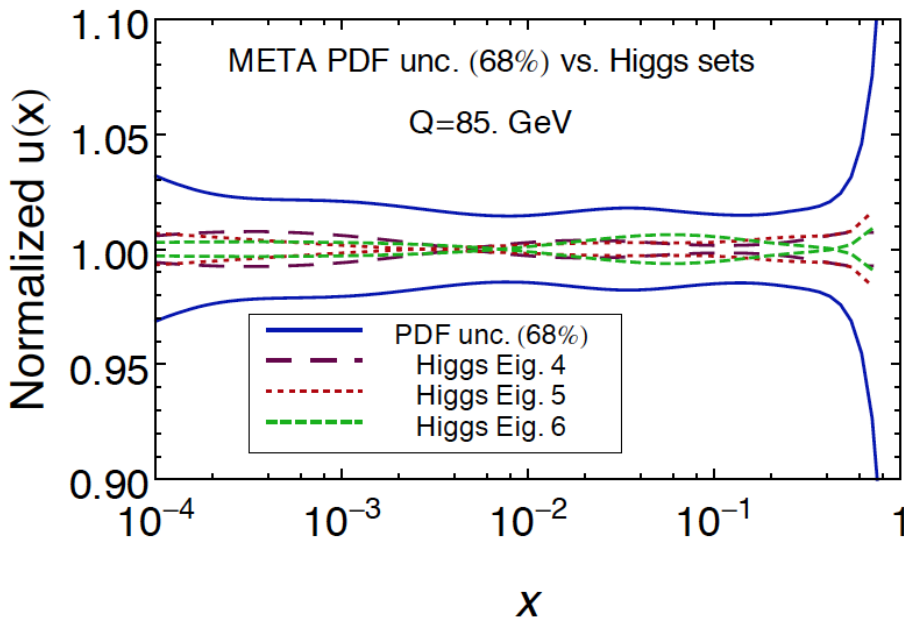 META PDF unc. (68%) vs. Higgs sets
Q=85. GeV
Normalized u(x)
1.10
1.05
1.00
0.95
0.90
PDF unc. (68%)
Higgs Eig. 4
Higgs Eig. 5
Higgs Eig. 6
10⁻⁴ 10⁻³ 10⁻² 10⁻¹ 1
x